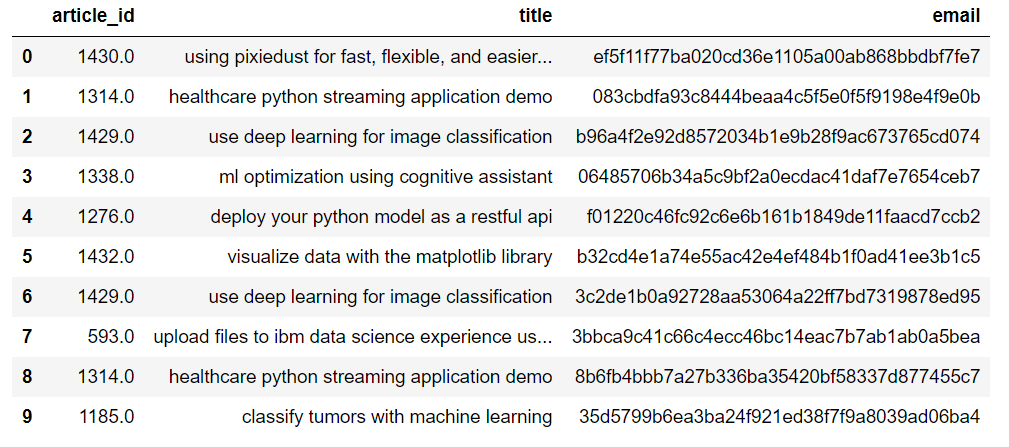 article_id title email
0 1430.0 using pixiedust for fast, flexible, and easier... ef5f11f77ba020cd36e1105a00ab868bbdbf7fe7
1 1314.0 healthcare python streaming application demo 083cbdfa93c8444beaa4c5f5e0f5f9198e4f9e0b
2 1429.0 use deep learning for image classification b96a4f2e92d8572034b1e9b28f9ac673765cd074
3 1338.0 ml optimization using cognitive assistant 06485706b34a5c9bf2a0ecdac41daf7e7654ceb7
4 1276.0 deploy your python model as a restful api f01220c46fc92c6e6b161b1849de11faacd7ccb2
5 1432.0 visualize data with the matplotlib library b32cd4e1a74e55ac42e4ef484b1f0ad41ee3b1c5
6 1429.0 use deep learning for image classification 3c2de1b0a92728aa53064a22ff7bd7319878ed95
7 593.0 upload files to ibm data science experience us... 3bbca9c41c66c4ecc46bc14eac7b7ab1ab0a5bea
8 1314.0 healthcare python streaming application demo 8b6fb4bbb7a27b336ba35420bf58337d877455c7
9 1185.0 classify tumors with machine learning 35d5799b6ea3ba24f921ed38f7f9a8039ad06ba4